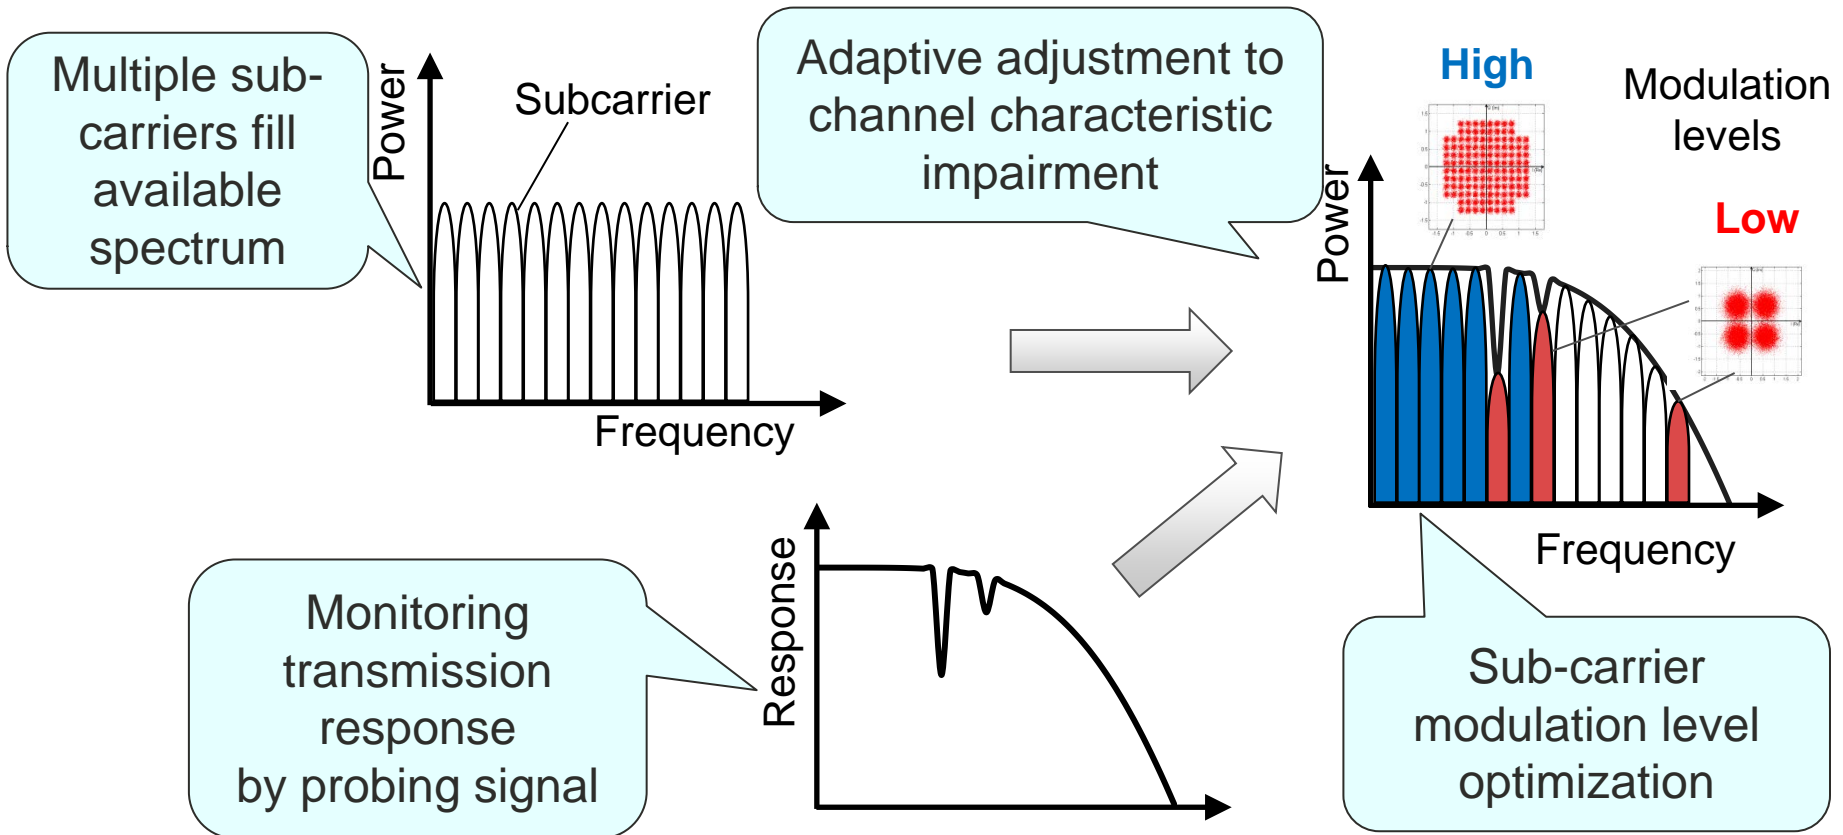 Multiple sub-
carriers fill
available
spectrum
Power
Subcarrier
Frequency
Adaptive adjustment to
channel characteristic
impairment
High
Modulation
levels
Low
Power
Frequency
Monitoring
transmission
response
by probing signal
Response
Sub-carrier
modulation level
optimization